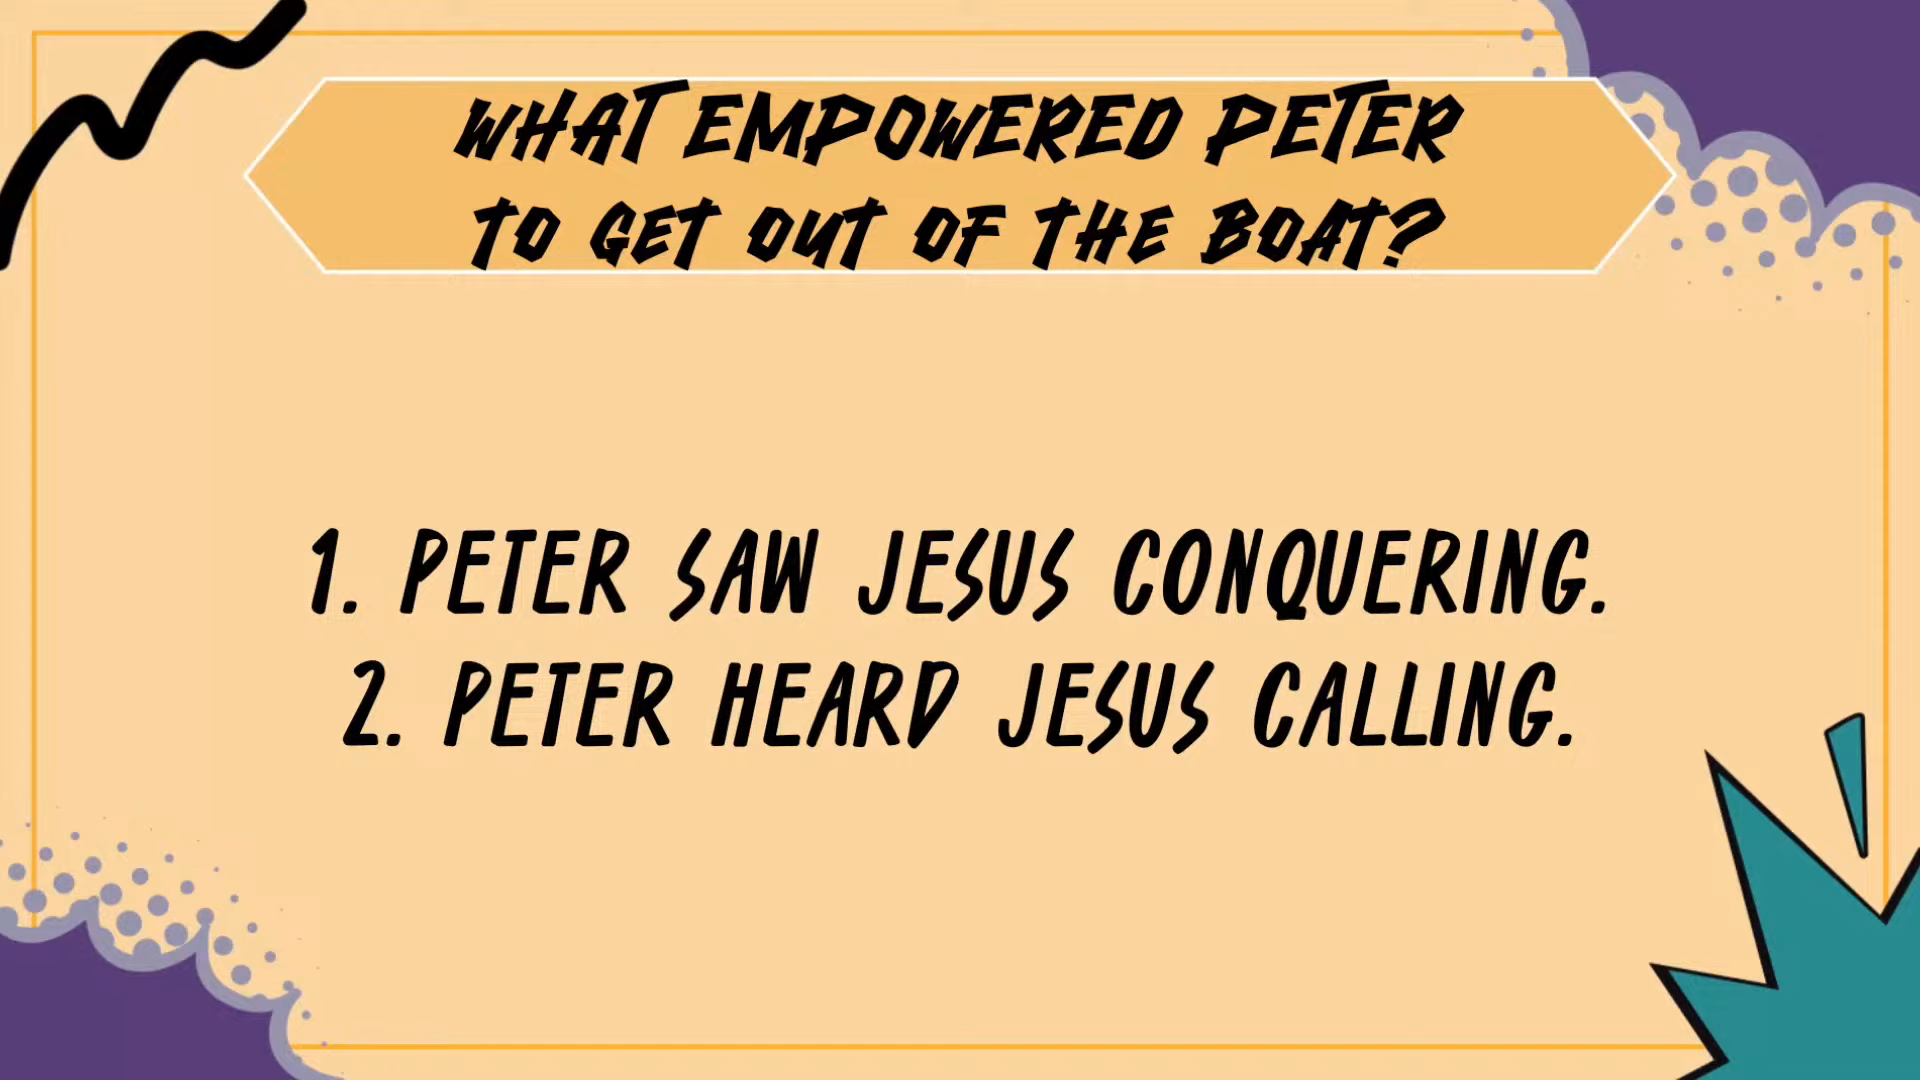 WHAT EMPOWERED PETER
TO GET OUT OF THE BOAT?
1. PETER SAW JESUS CONQUERING.
2. PETER HEARD JESUS CALLING.